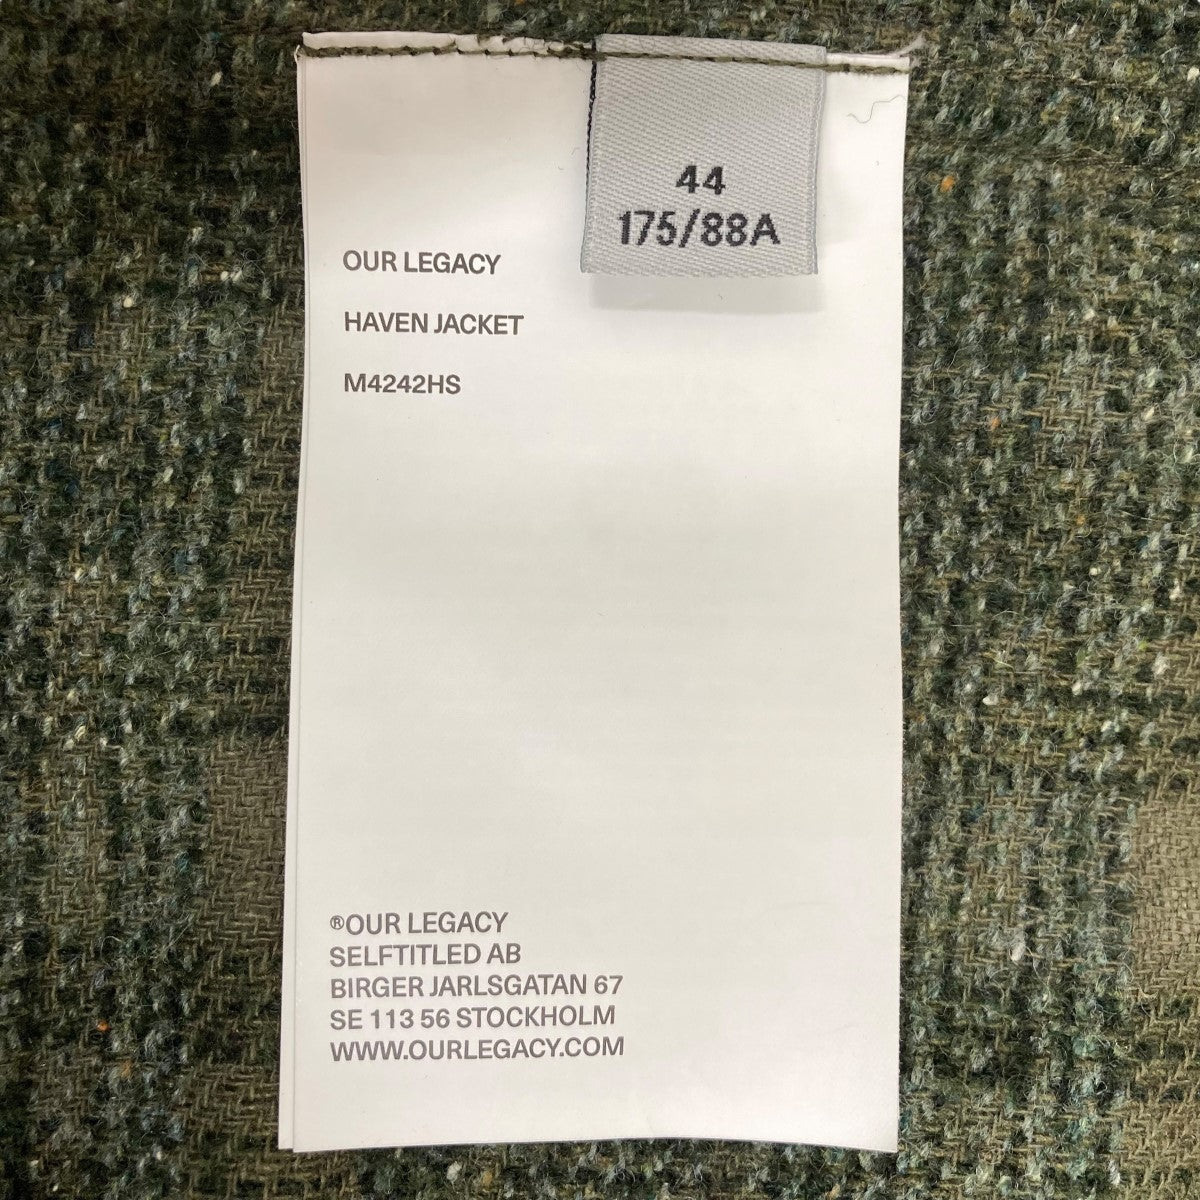 44
175/88A
OUR LEGACY
HAVEN JACKET
M4242HS
®OUR LEGACY
SELFTITLED AB
BIRGER JARLSGATAN 67
SE 113 56 STOCKHOLM
WWW.OURLEGACY.COM